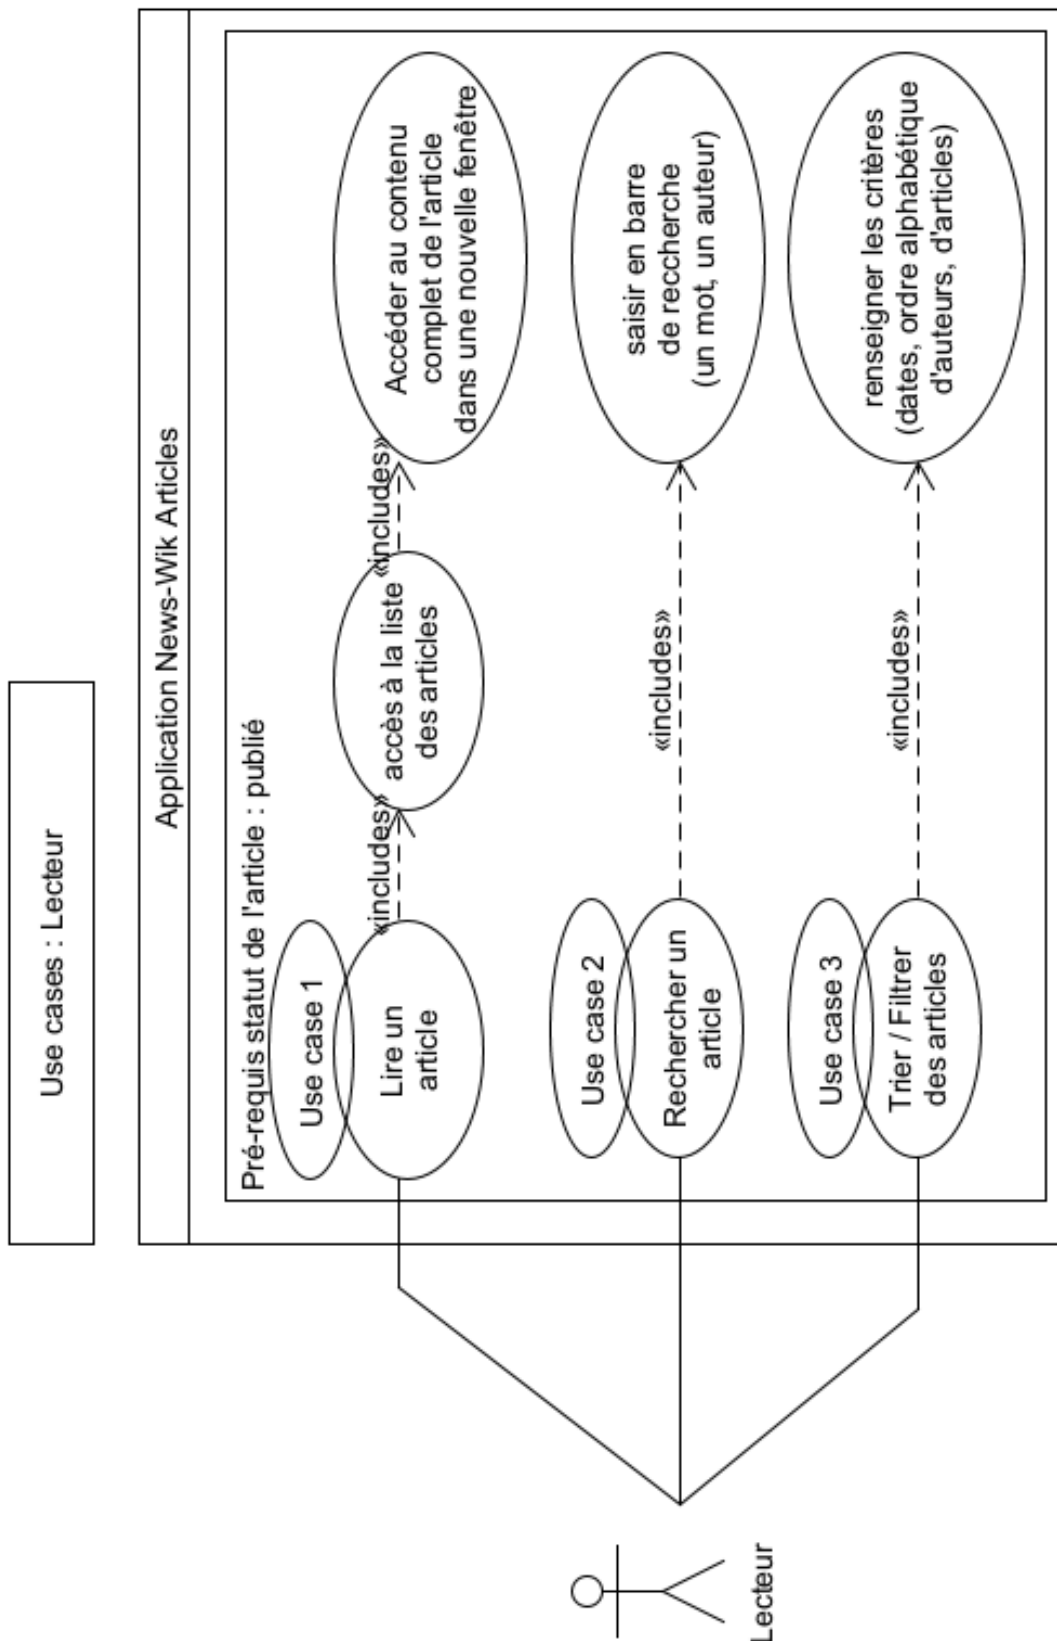 Use cases : Lecteur
Application News-Wik Articles
Pré-requis statut de l'article : publié
Use case 1
Lire un
article
«includes»
accès à la liste
des articles
«includes»
Accéder au contenu
complet de l'article
dans une nouvelle fenêtre
Use case 2
Rechercher un
article
«includes»
saisir en barre
de reccherche
(un mot, un auteur)
Use case 3
Trier / Filtrer
des articles
«includes»
renseigner les critères
(dates, ordre alphabétique
d'auteurs, d'articles)
Lecteur